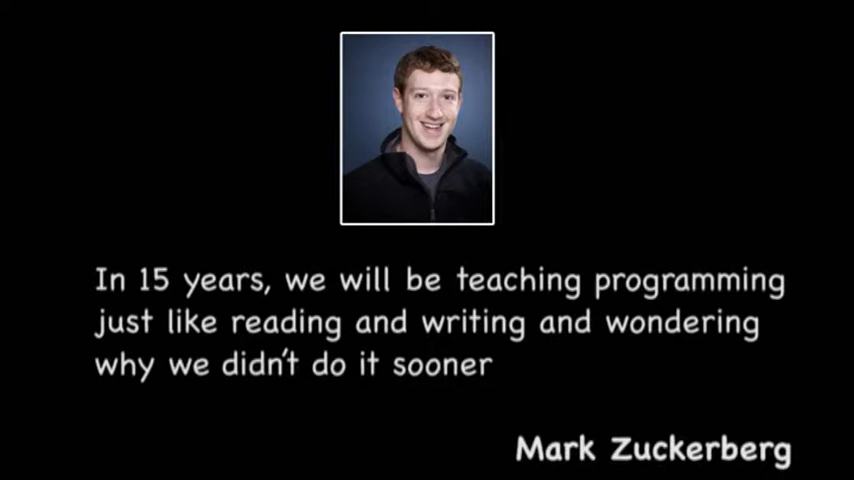 In 15 years, we will be teaching programming
just like reading and writing and wondering
why we didn't do it sooner
Mark Zuckerberg